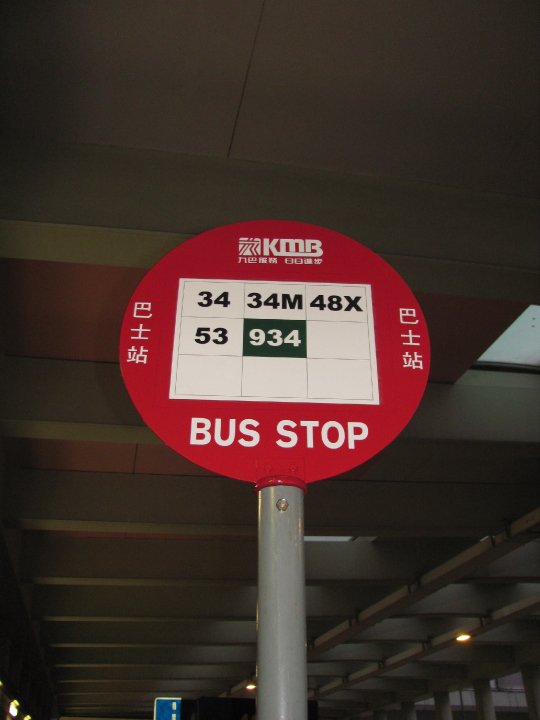 KMB
九巴服務 日日進步
34 34M 48X
53 934
巴士站
巴士站
BUS STOP